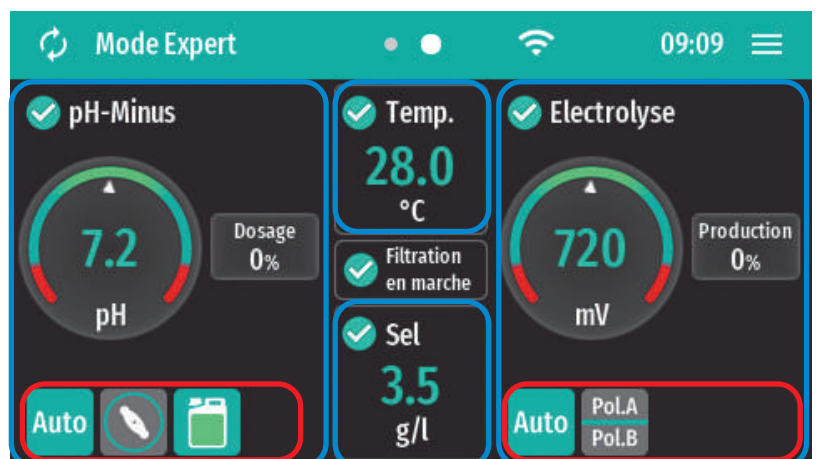 Mode Expert
09:09
pH-Minus
7.2
pH
Dosage
0%
Auto
Temp.
28.0
°C
Filtration
en marche
Sel
3.5
g/l
Electrolyse
720
mV
Production
0%
Auto
Pol.A
Pol.B